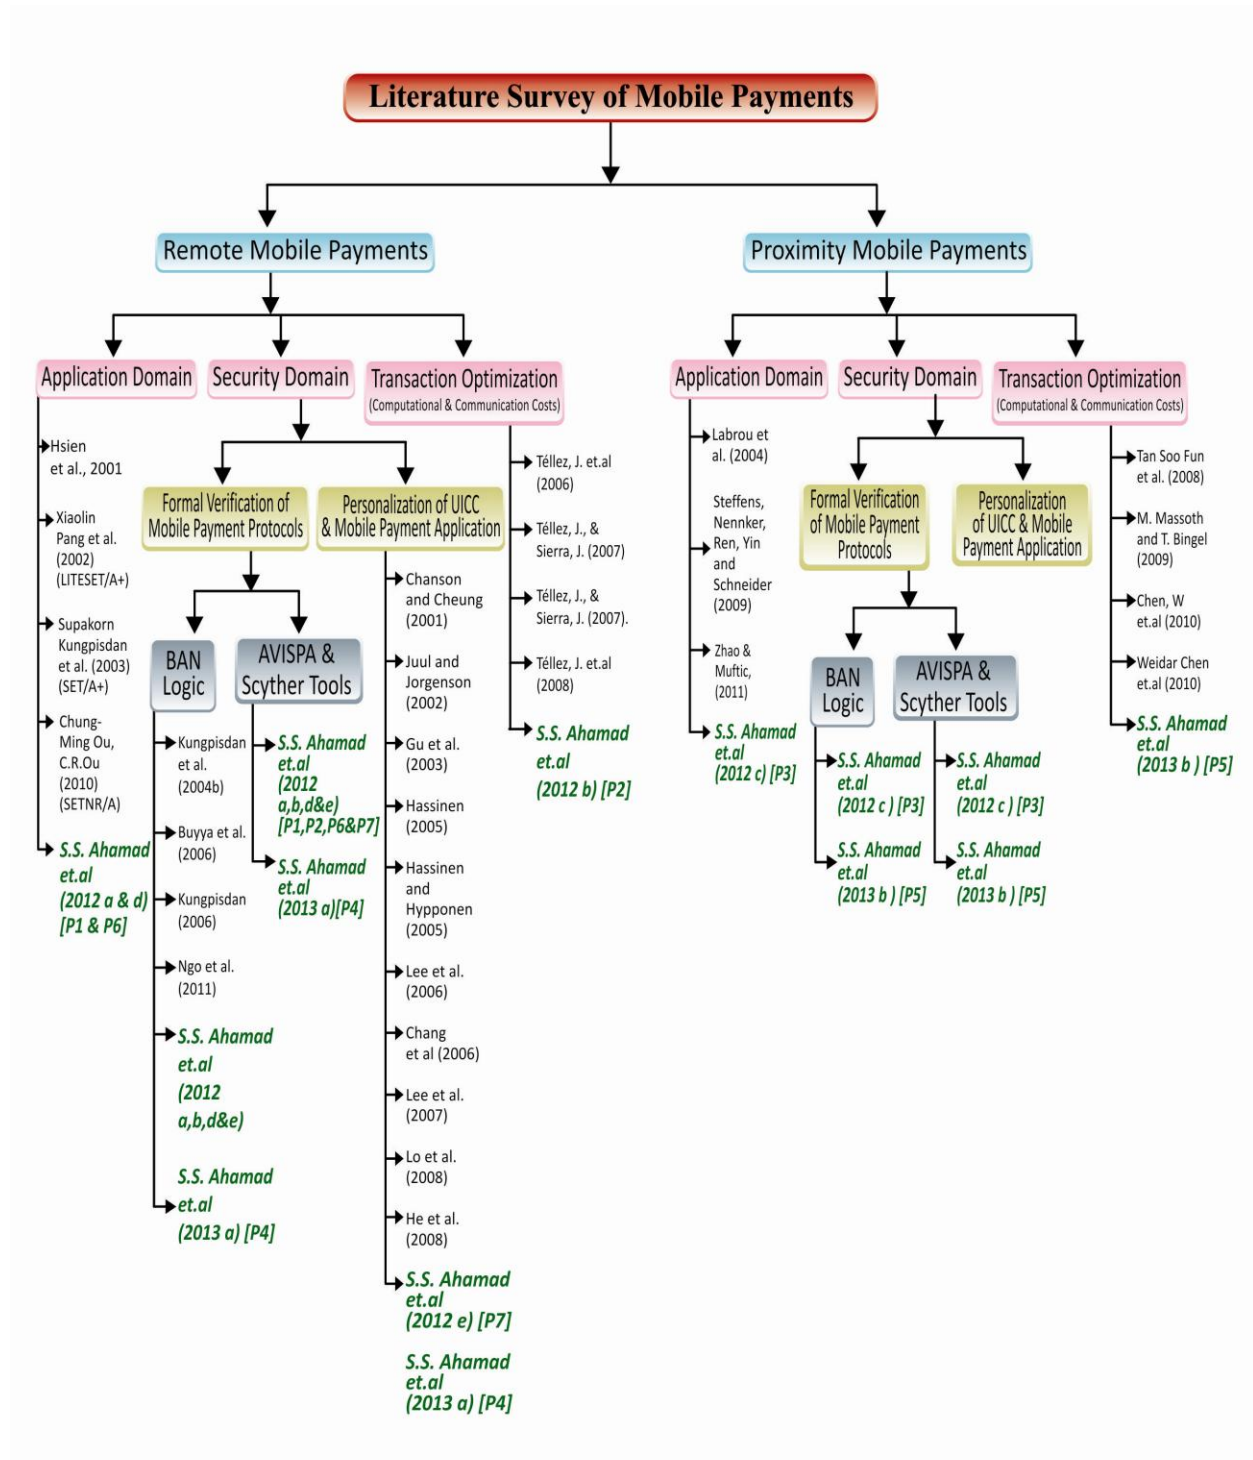 Literature Survey of Mobile Payments
Remote Mobile Payments
Application Domain
Hsien
et al., 2001
Xiaolin
Pang et al.
(2002)
(LITESET/A+)
Supakorn
Kungpisdan
et al. (2003)
(SET/A+)
Chung-
Ming Ou,
C.R.Ou
(2010)
(SETNR/A)
S.S. Ahamad
et.al
(2012 a & d)
[P1 & P6]
Security Domain
Formal Verification of
Mobile Payment Protocols
BAN
Logic
Kungpisdan
et al.
(2004b)
Buyya et al.
(2006)
Kungpisdan
(2006)
Ngo et al.
(2011)
S.S. Ahamad
et.al
(2012
a,b,d&e)
S.S. Ahamad
et.al
(2013 a) [P4]
AVISPA &
Scyther Tools
S.S. Ahamad
et.al
(2012
a,b,d&e)
[P1,P2,P6&P7]
S.S. Ahamad
et.al
(2013 a)[P4]
Personalization of UICC
& Mobile Payment Application
Chanson
and Cheung
(2001)
Juul and
Jorgenson
(2002)
Gu et al.
(2003)
Hassinen
(2005)
Hassinen
and
Hypponen
(2005)
Lee et al.
(2006)
Chang
et al (2006)
Lee et al.
(2007)
Lo et al.
(2008)
He et al.
(2008)
S.S. Ahamad
et.al
(2012 e) [P7]
S.S. Ahamad
et.al
(2013 a) [P4]
Transaction Optimization
(Computational & Communication Costs)
Téllez, J. et.al
(2006)
Téllez, J., &
Sierra, J. (2007)
Téllez, J., &
Sierra, J. (2007).
Téllez, J. et.al
(2008)
S.S. Ahamad
et.al
(2012 b) [P2]
Proximity Mobile Payments
Application Domain
Labrou et
al. (2004)
Steffens,
Nennker,
Ren, Yin
and
Schneider
(2009)
Zhao &
Muftic,
(2011)
S.S. Ahamad
et.al
(2012 c) [P3]
Security Domain
Formal Verification
of Mobile Payment
Protocols
BAN
Logic
S.S. Ahamad
et.al
(2012 c ) [P3]
S.S. Ahamad
et.al
(2013 b ) [P5]
AVISPA &
Scyther Tools
S.S. Ahamad
et.al
(2012 c ) [P3]
S.S. Ahamad
et.al
(2013 b ) [P5]
Personalization
of UICC & Mobile
Payment Application
Transaction Optimization
(Computational & Communication Costs)
Tan Soo Fun
et al. (2008)
M. Massoth
and T. Bingel
(2009)
Chen, W
et.al (2010)
Weidar Chen
et.al (2010)
S.S. Ahamad
et.al
(2013 b ) [P5]